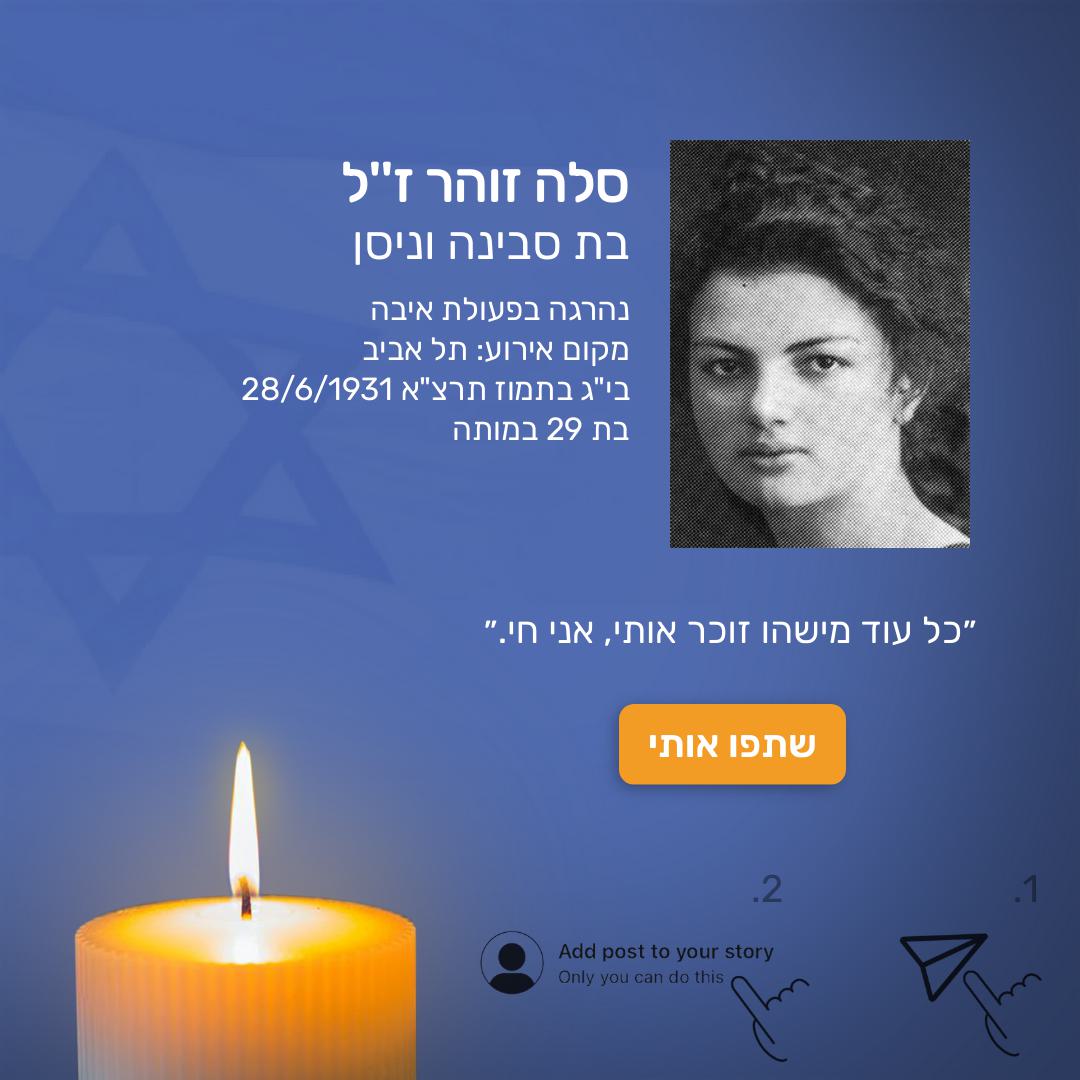 סלה זוהר ז"ל
בת סבינה וניסן
נהרגה בפעולת איבה
מקום אירוע: תל אביב
בי"ג בתמוז תרצ"א 28/6/1931
בת 29 במותה
״כל עוד מישהו זוכר אותי, אני חי.״
שתפו אותי
.1
.2
Add post to your story
Only you can do this